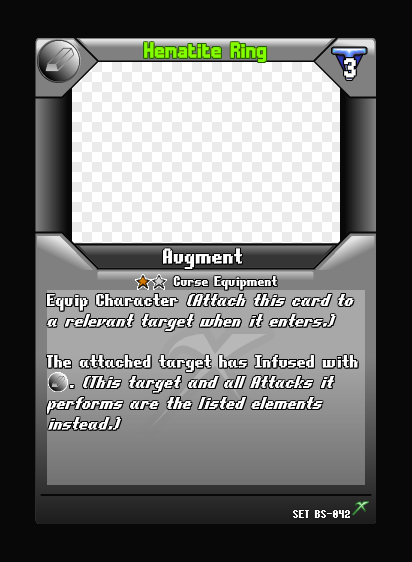 Hematite Ring
3
Augment
Curse Equipment
Equip Character (Attach this card to
a relevant target when it enters.)
The attached target has Infused with
. (This target and all Attacks it
performs are the listed elements
instead.)
SET BS-042